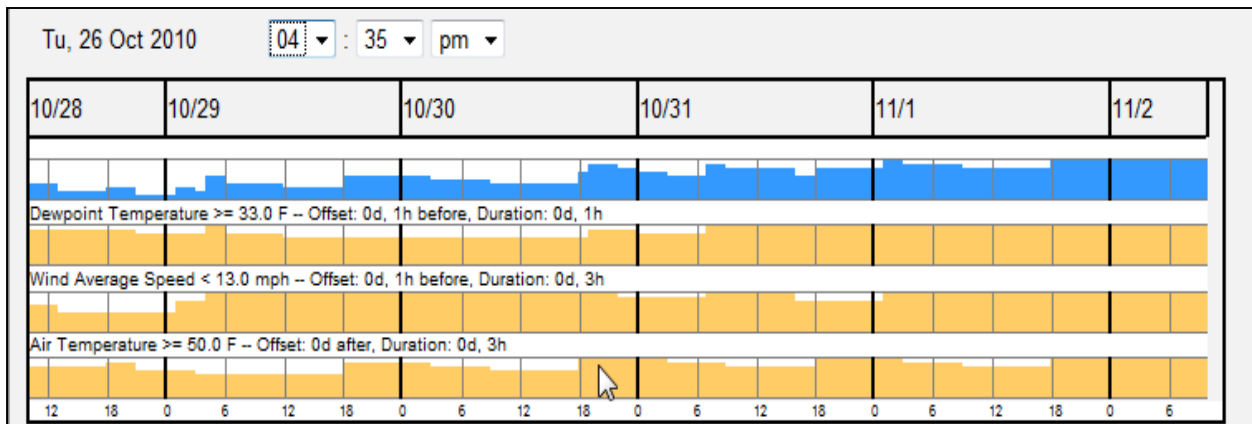 Tu, 26 Oct 2010 04 : 35 pm
10/28 10/29 10/30 10/31 11/1 11/2
Dewpoint Temperature >= 33.0 F -- Offset: 0d, 1h before, Duration: 0d, 1h
Wind Average Speed < 13.0 mph -- Offset: 0d, 1h before, Duration: 0d, 3h
Air Temperature >= 50.0 F -- Offset: 0d after, Duration: 0d, 3h
12 18 0 6 12 18 0 6 12 18 0 6 12 18 0 6 12 18 0 6